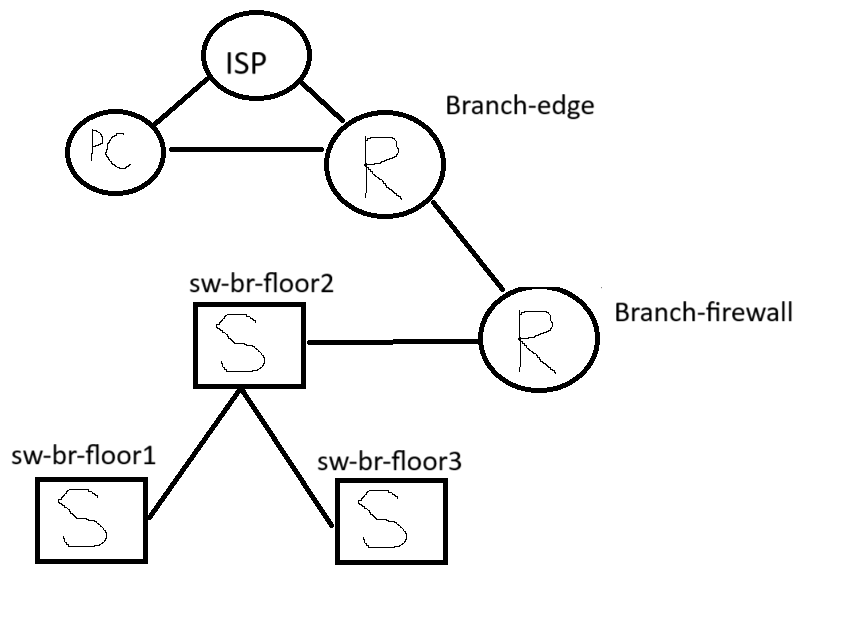 ISP
Branch-edge
PC
R
sw-br-floor2
Branch-firewall
S
R
sw-br-floor1
sw-br-floor3
S
S